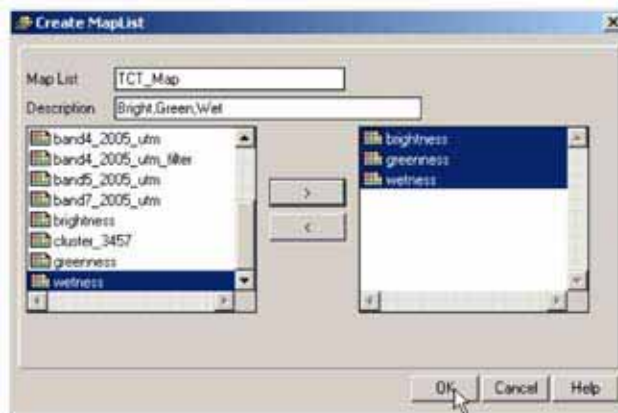 Create MapList
Map List TCT_Map
Description Bright,Green,Wet
band4_2005_utm
band4_2005_utm_filter
band5_2005_utm
band7_2005_utm
brightness
cluster_3457
greenness
wetness
>
<
brightness
greenness
wetness
OK Cancel Help